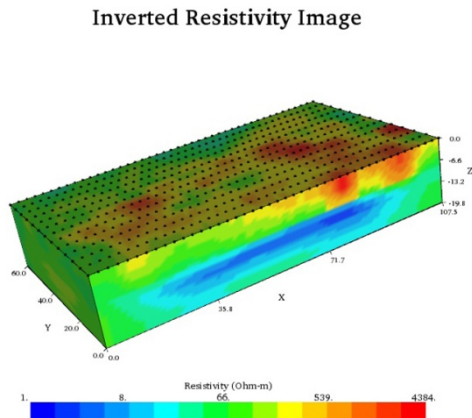 Inverted Resistivity Image
0.0
-6.6
Z
-13.2
-19.8
107.5
71.7
X
35.8
60.0
40.0
Y
20.0
0.0 0.0
Resistivity (Ohm-m)
1. 8. 66. 539. 4384.